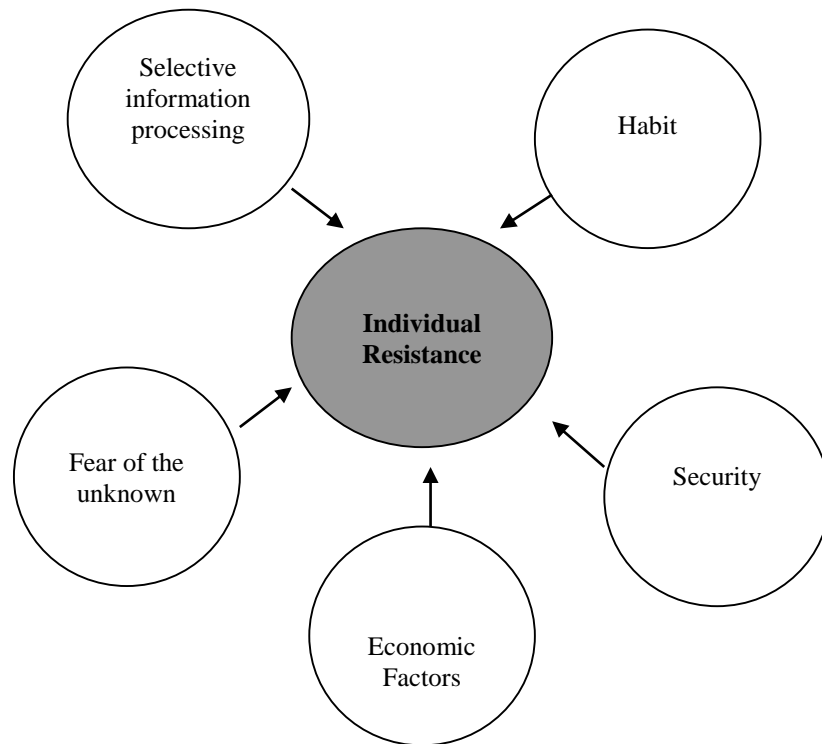 Selective
information
processing
Habit
Individual
Resistance
Fear of the
unknown
Security
Economic
Factors